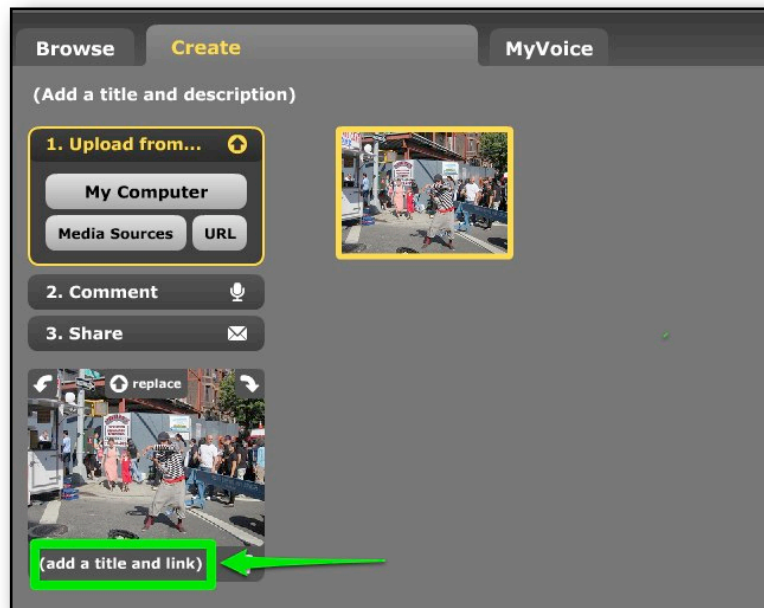 Browse
Create
MyVoice
(Add a title and description)
1. Upload from...
My Computer
Media Sources
URL
2. Comment
3. Share
replace
(add a title and link)